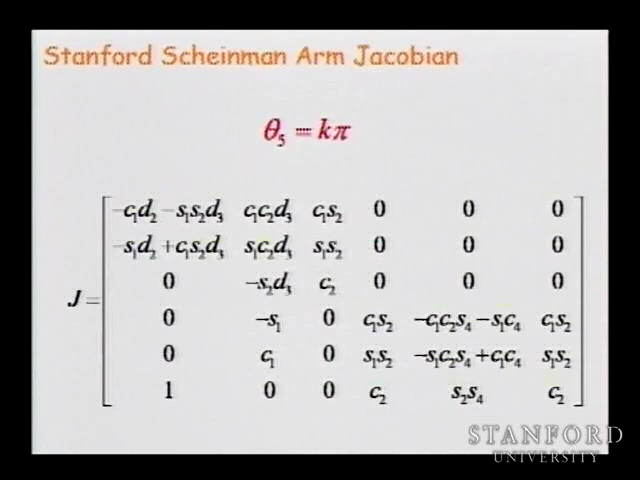 Stanford Scheinman Arm Jacobian
θ₅ = kπ
-c₁d₂ - s₁s₂d₃ c₁c₂d₃ c₁s₂ 0 0 0
-s₁d₂ + c₁s₂d₃ s₁c₂d₃ s₁s₂ 0 0 0
0 -s₂d₃ c₂ 0 0 0
J =
0 -s₁ 0 c₁s₂ -c₁c₂s₄ - s₁c₄ c₁s₂
0 c₁ 0 s₁s₂ -s₁c₂s₄ + c₁c₄ s₁s₂
1 0 0 c₂ s₂s₄ c₂
STANFORD
UNIVERSITY